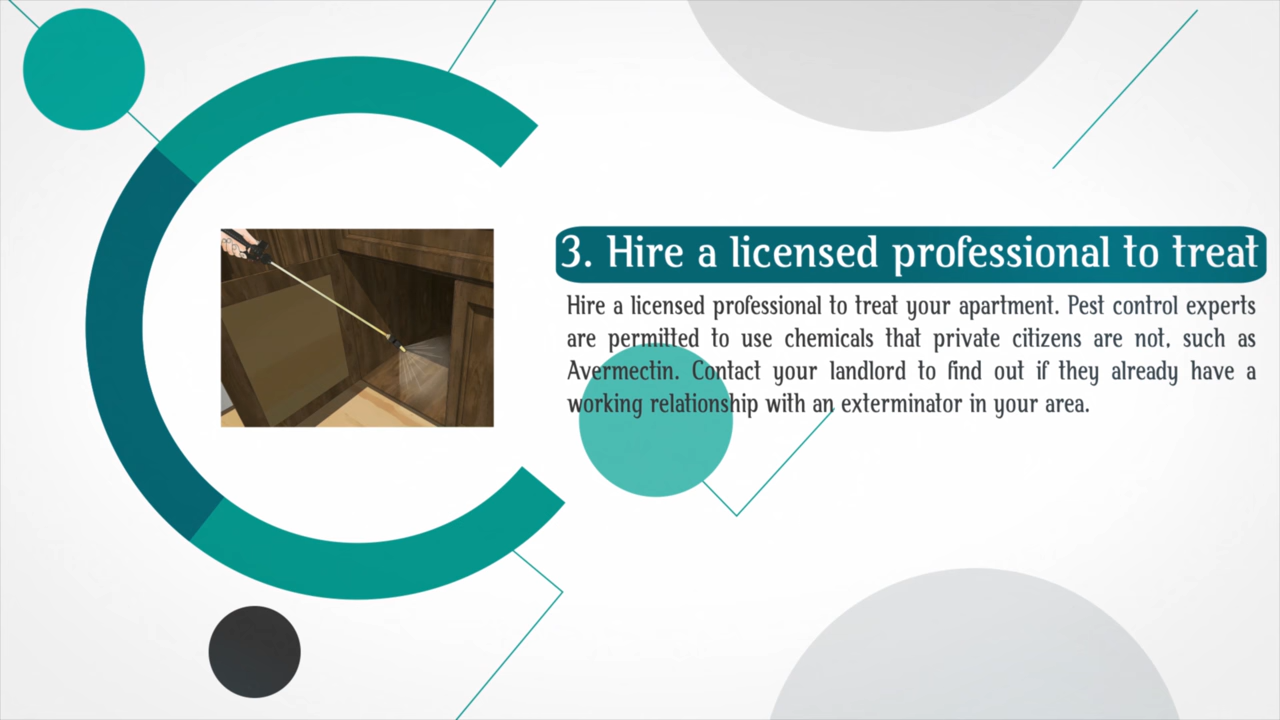 3. Hire a licensed professional to treat
Hire a licensed professional to treat your apartment. Pest control experts
are permitted to use chemicals that private citizens are not, such as
Avermectin. Contact your landlord to find out if they already have a
working relationship with an exterminator in your area.